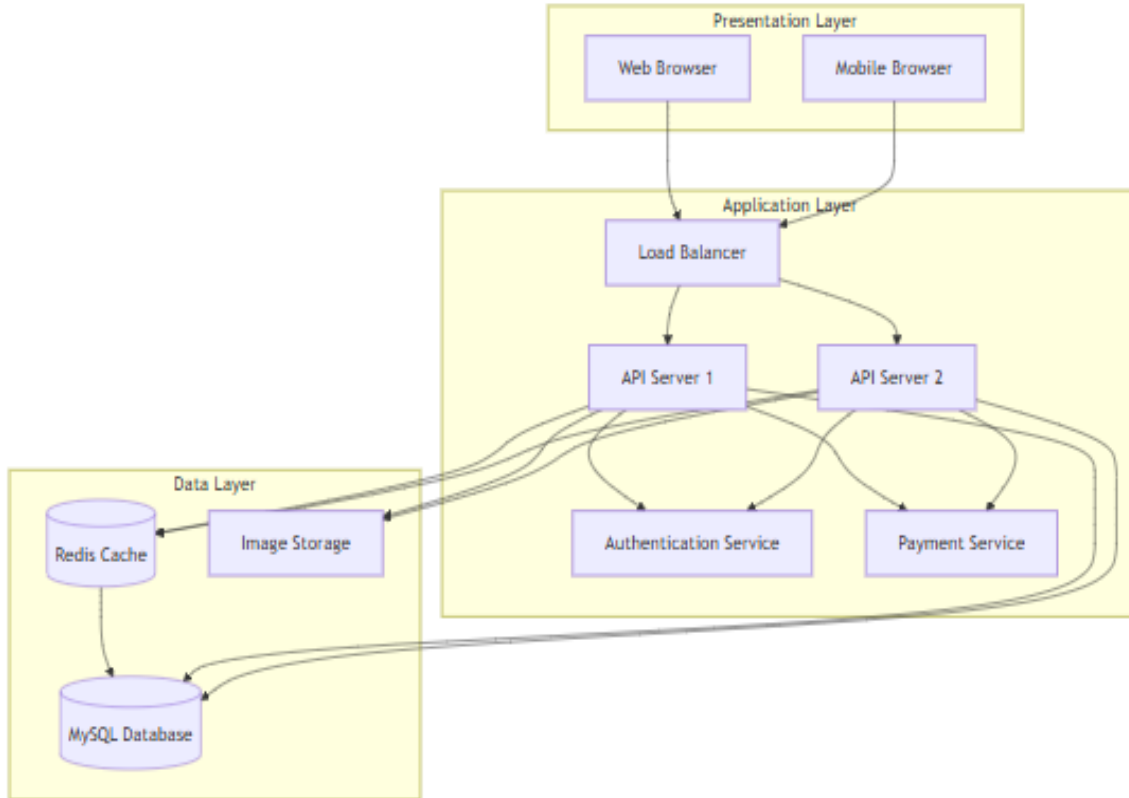 Presentation Layer
Web Browser
Mobile Browser
Application Layer
Load Balancer
API Server 1
API Server 2
Data Layer
Redis Cache
Image Storage
Authentication Service
Payment Service
MySQL Database